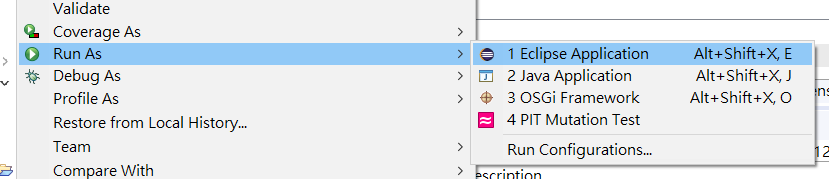 Validate
Coverage As
Run As
Debug As
Profile As
Restore from Local History...
Team
Compare With
1 Eclipse Application Alt+Shift+X, E
2 Java Application Alt+Shift+X, J
3 OSGi Framework Alt+Shift+X, O
4 PIT Mutation Test
Run Configurations...
ens
12
escription